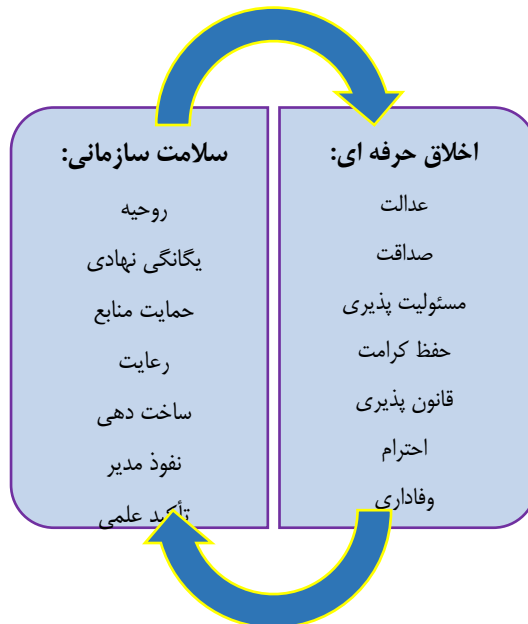 اخلاق حرفه ای:
عدالت
صداقت
مسئولیت پذیری
حفظ کرامت
قانون پذیری
احترام
وفاداری
سلامت سازمانی:
روحیه
یگانگی نهادی
حمایت منابع
رعایت
ساخت دهی
نفوذ مدیر
تأکید علمی